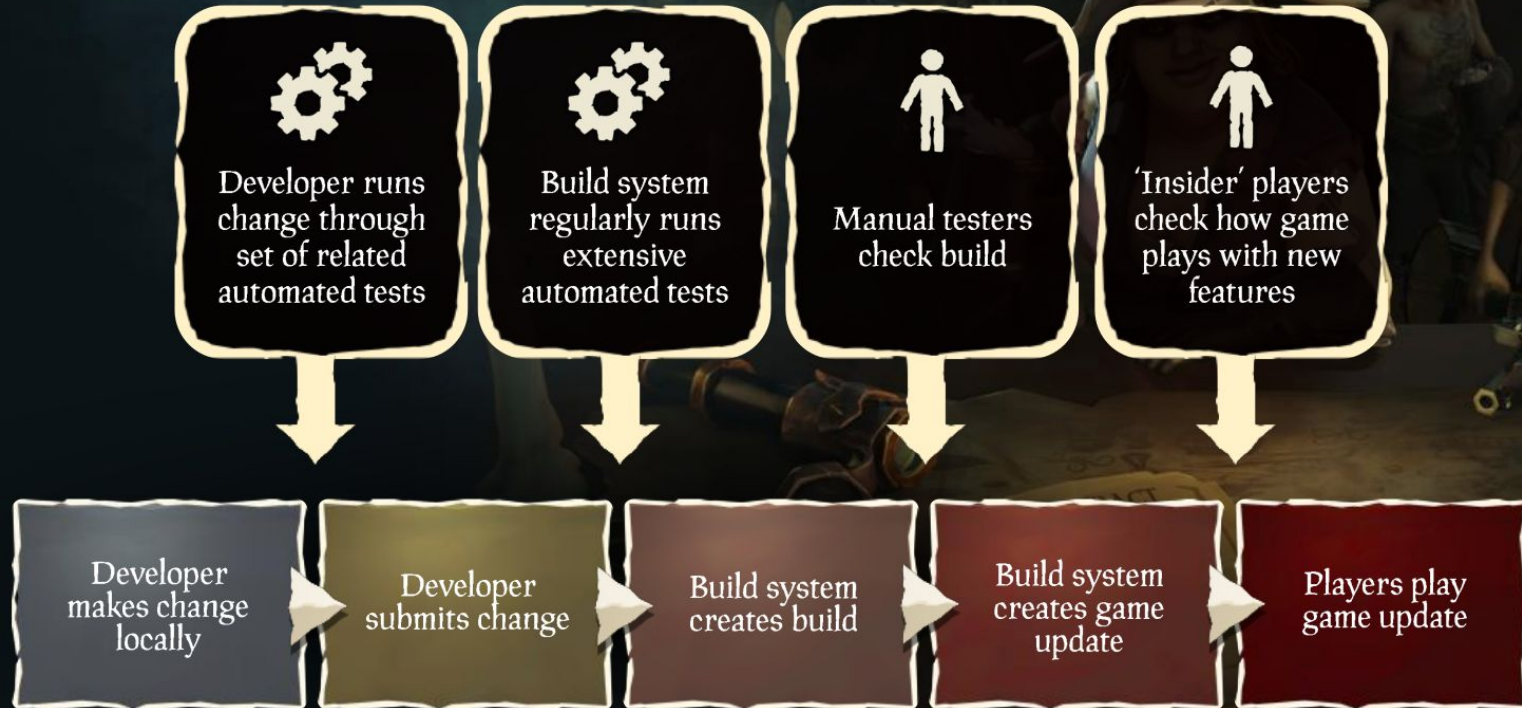 Developer runs
change through
set of related
automated tests
Build system
regularly runs
extensive
automated tests
Manual testers
check build
‘Insider’ players
check how game
plays with new
features
Developer
makes change
locally
Developer
submits change
Build system
creates build
Build system
creates game
update
Players play
game update